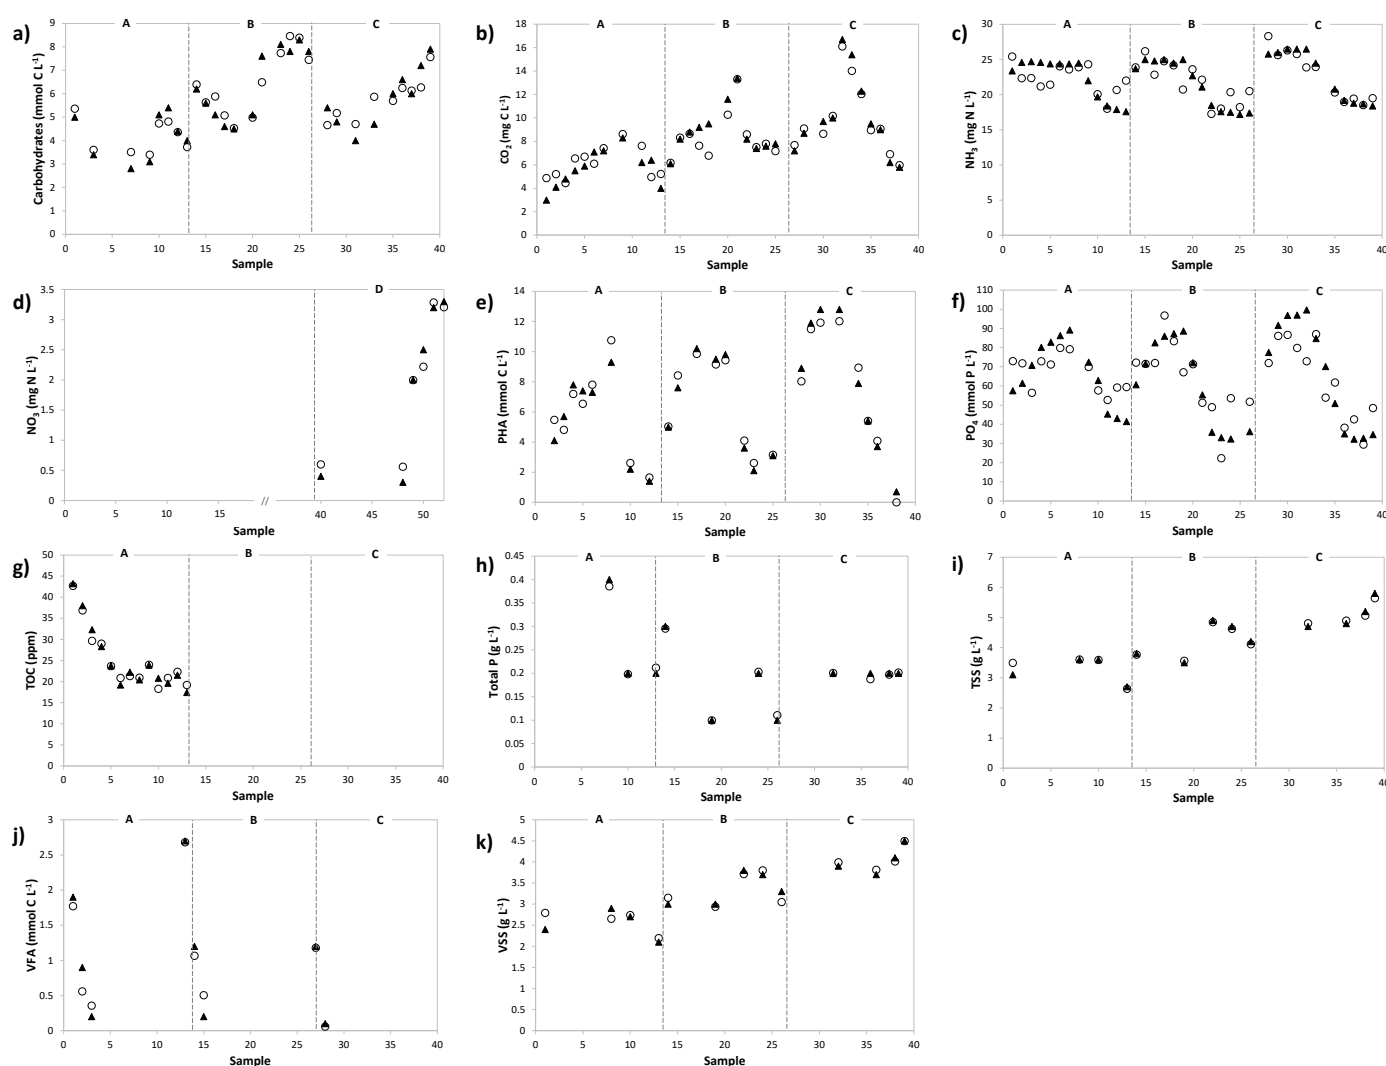 a)
A B C
Carbohydrates (mmol C L-1)
9
8
7
6
5
4
3
2
1
0
0 5 10 15 20 25 30 35 40
Sample
b)
A B C
CO2 (mg C L-1)
18
16
14
12
10
8
6
4
2
0
0 5 10 15 20 25 30 35 40
Sample
c)
A B C
NH3 (mg N L-1)
30
25
20
15
10
5
0
0 5 10 15 20 25 30 35 40
Sample
d)
D
NO3 (mg N L-1)
3.5
3
2.5
2
1.5
1
0.5
0
0 5 10 15 // 40 45 50
Sample
e)
A B C
PHA (mmol C L-1)
14
12
10
8
6
4
2
0
0 5 10 15 20 25 30 35 40
Sample
f)
A B C
PO4 (mmol P L-1)
110
100
90
80
70
60
50
40
30
20
10
0
0 5 10 15 20 25 30 35 40
Sample
g)
A B C
TOC (ppm)
50
45
40
35
30
25
20
15
10
5
0
0 5 10 15 20 25 30 35 40
Sample
h)
A B C
Total P (g L-1)
0.45
0.4
0.35
0.3
0.25
0.2
0.15
0.1
0.05
0
0 5 10 15 20 25 30 35 40
Sample
i)
A B C
TSS (g L-1)
7
6
5
4
3
2
1
0
0 5 10 15 20 25 30 35 40
Sample
j)
A B C
VFA (mmol C L-1)
3
2.5
2
1.5
1
0.5
0
0 5 10 15 20 25 30 35 40
Sample
k)
A B C
VSS (g L-1)
5
4.5
4
3.5
3
2.5
2
1.5
1
0.5
0
0 5 10 15 20 25 30 35 40
Sample